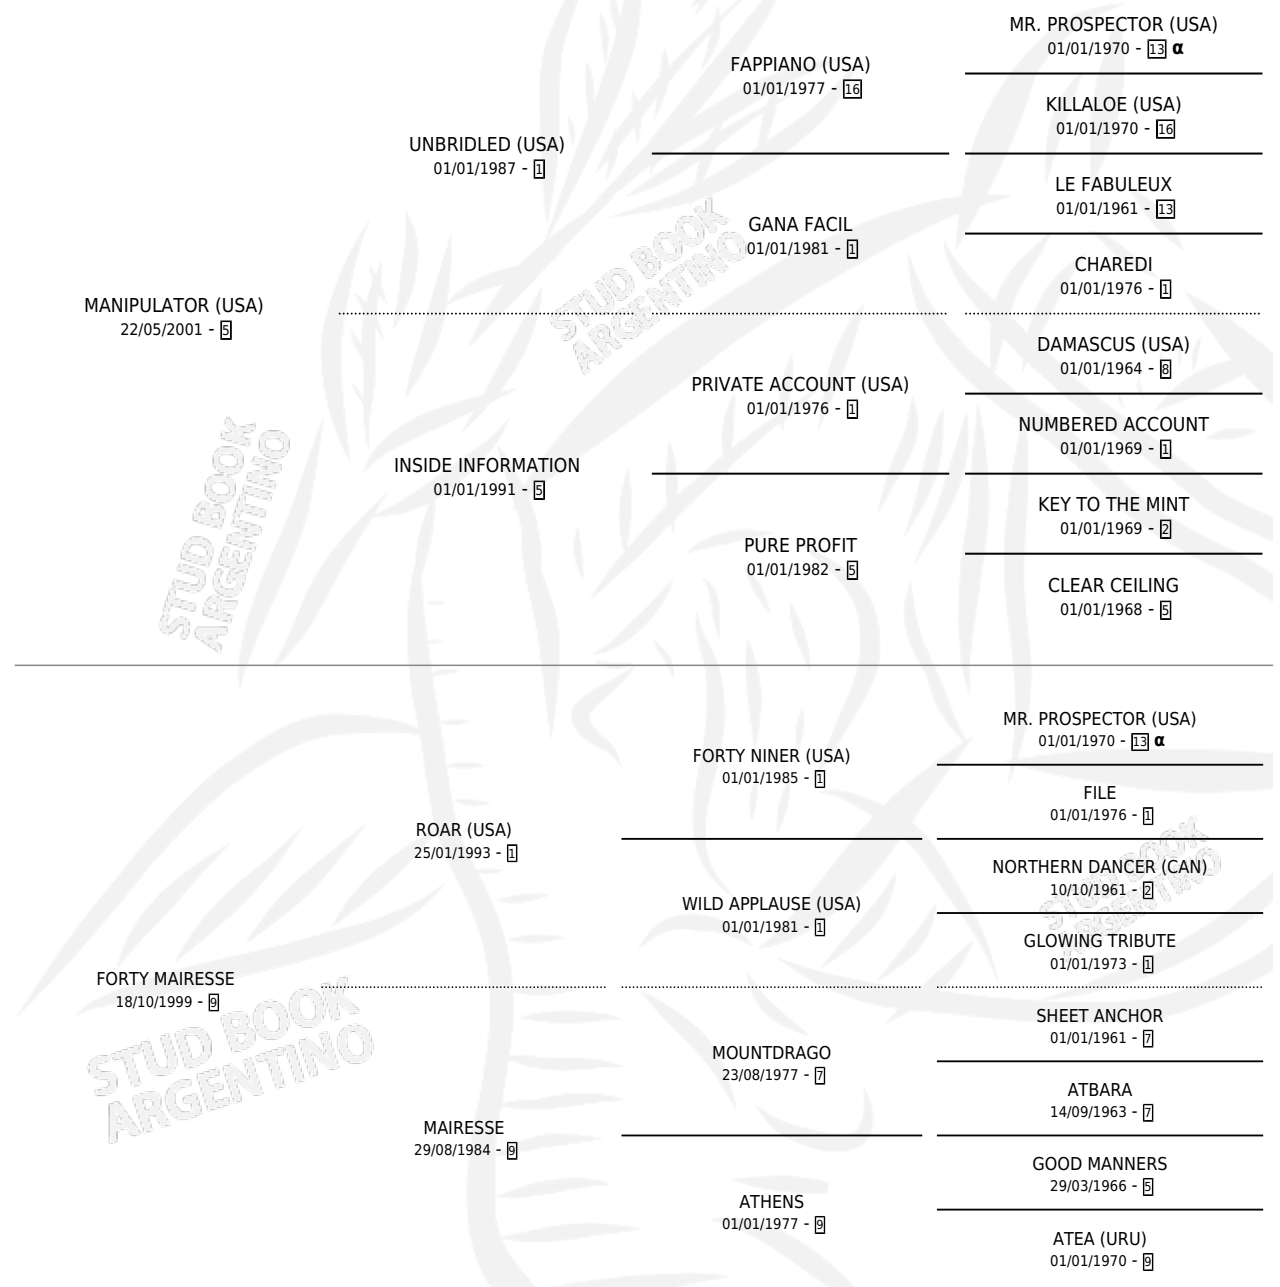 MR. PROSPECTOR (USA)
01/01/1970 - 13 α
FAPPIANO (USA)
01/01/1977 - 16
KILLALOE (USA)
01/01/1970 - 16
UNBRIDLED (USA)
01/01/1987 - 1
LE FABULEUX
01/01/1961 - 13
GANA FACIL
01/01/1981 - 1
CHAREDI
01/01/1976 - 1
MANIPULATOR (USA)
22/05/2001 - 5
DAMASCUS (USA)
01/01/1964 - 8
PRIVATE ACCOUNT (USA)
01/01/1976 - 1
NUMBERED ACCOUNT
01/01/1969 - 1
INSIDE INFORMATION
01/01/1991 - 5
KEY TO THE MINT
01/01/1969 - 2
PURE PROFIT
01/01/1982 - 5
CLEAR CEILING
01/01/1968 - 5
STUD BOOK
ARGENTINO
STUD BOOK
ARGENTINO
MR. PROSPECTOR (USA)
01/01/1970 - 13 α
FORTY NINER (USA)
01/01/1985 - 1
FILE
01/01/1976 - 1
ROAR (USA)
25/01/1993 - 1
NORTHERN DANCER (CAN)
10/10/1961 - 2
WILD APPLAUSE (USA)
01/01/1981 - 1
GLOWING TRIBUTE
01/01/1973 - 1
FORTY MAIRESSE
18/10/1999 - 9
SHEET ANCHOR
01/01/1961 - 7
MOUNTDRAGO
23/08/1977 - 7
ATBARA
14/09/1963 - 7
MAIRESSE
29/08/1984 - 9
GOOD MANNERS
29/03/1966 - 5
ATHENS
01/01/1977 - 9
ATEA (URU)
01/01/1970 - 9
STUD BOOK
ARGENTINO
STUD BOOK
ARGENTINO